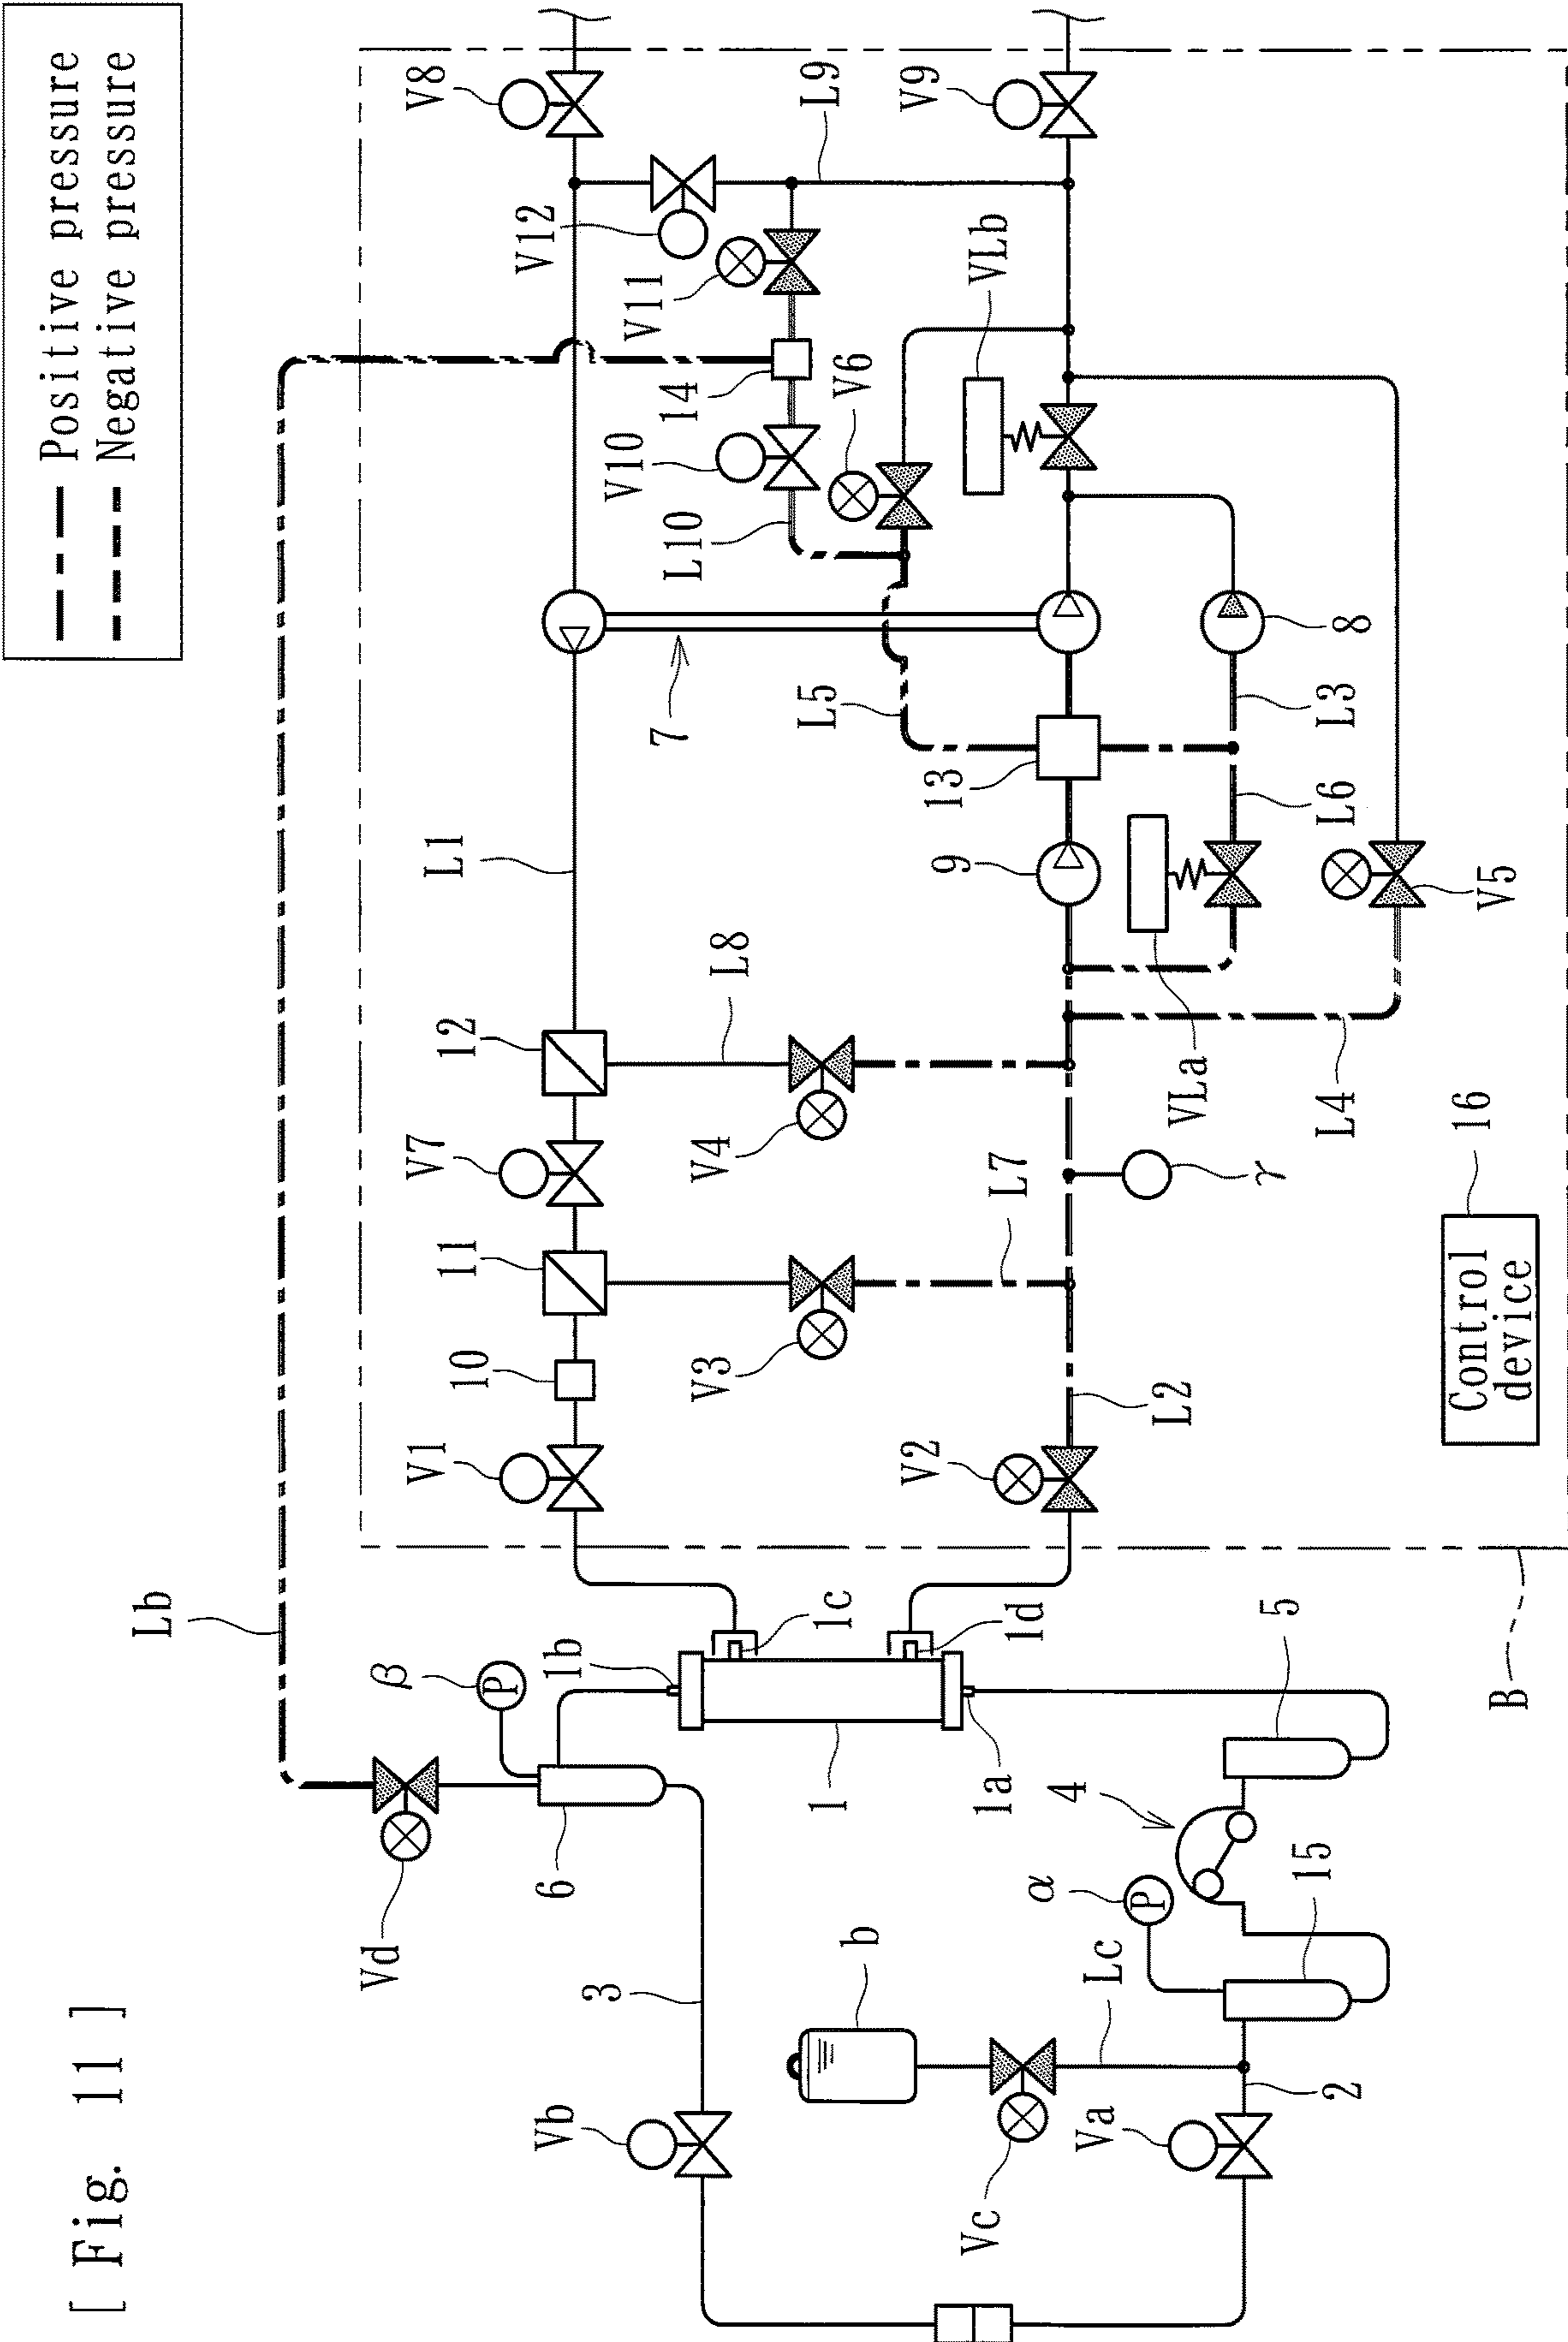 [ Fig. 11 ]
Positive pressure
Negative pressure
Lb
Vd
β
P
6
1b
1
1c
1d
1a
3
Vb
b
Vc
Lc
α
P
4
5
15
2
Va
B
V1
10
11
V7
12
L1
7
V8
V12
V11
14
V10
L10
V6
L9
V9
VLb
V3
V4
L8
L7
L5
13
9
8
L3
L6
VLa
V5
L4
γ
V2
L2
16
Control
device